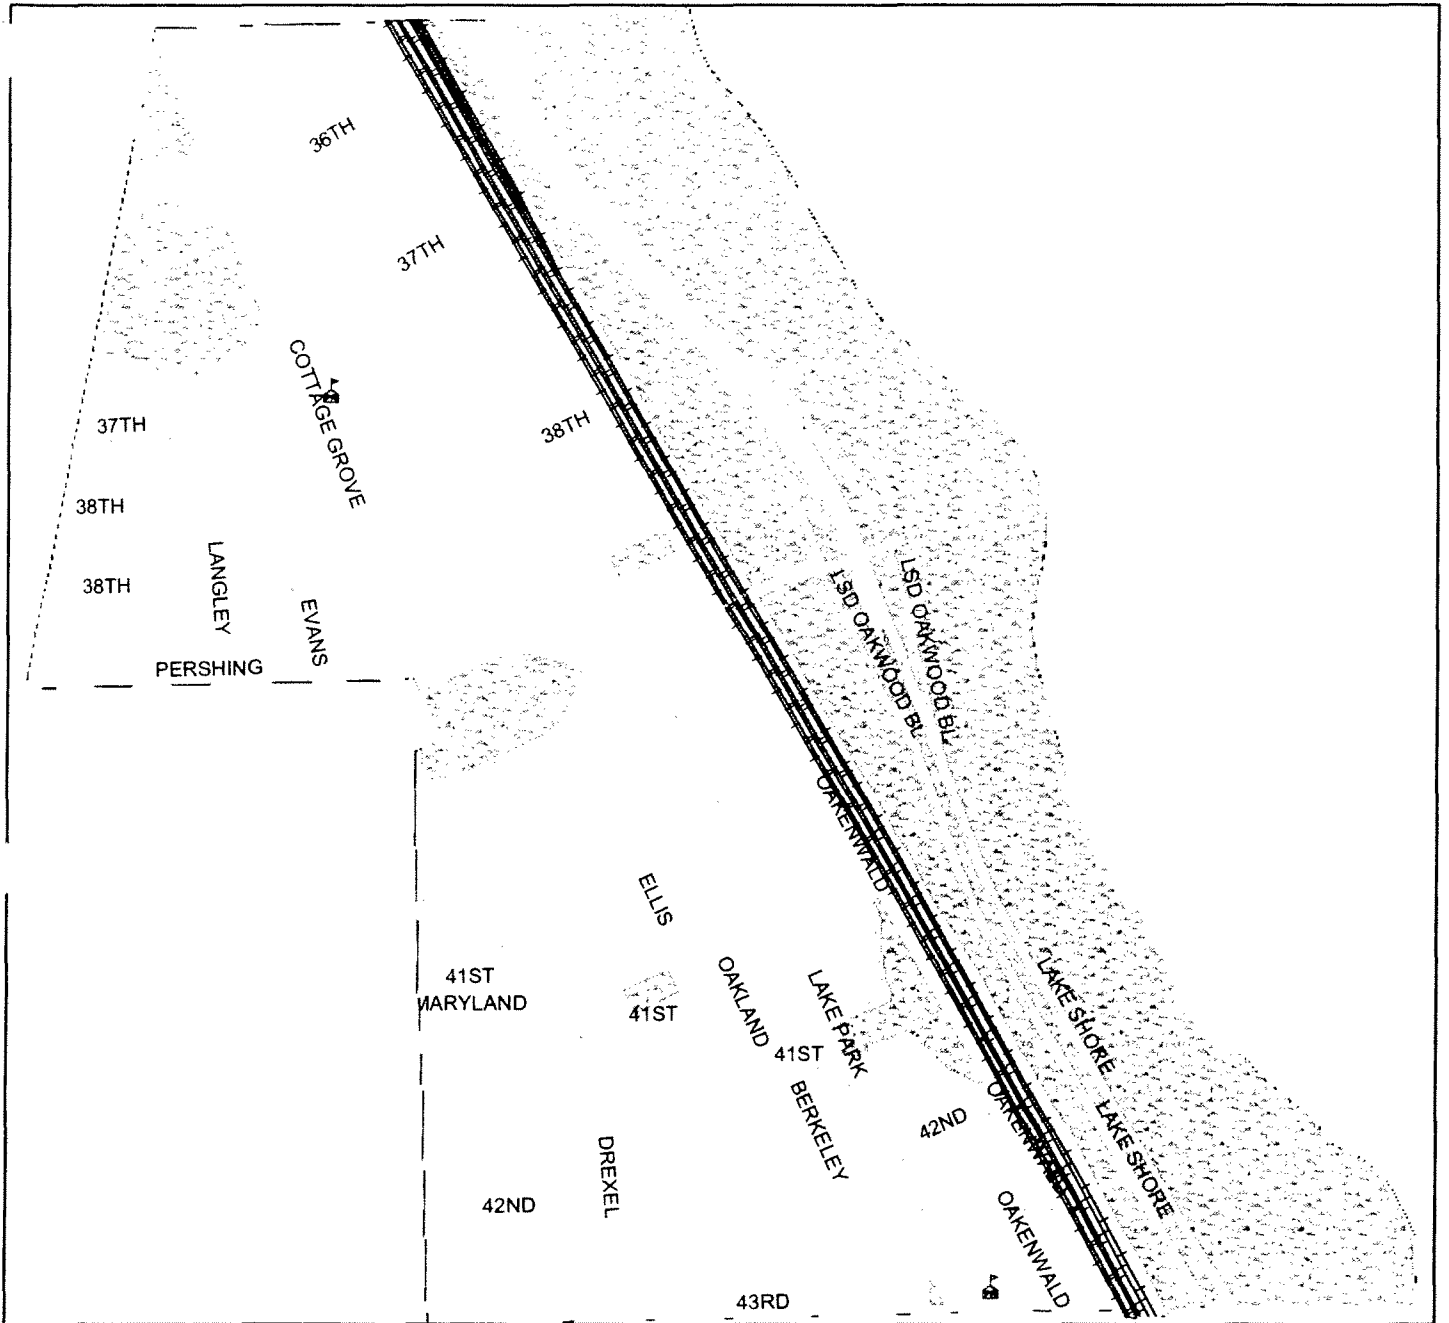 36TH
37TH
COTTAGE GROVE
37TH
38TH
38TH
LANGLEY
38TH
EVANS
LSD OAKWOOD BL
LSD OAKWOOD BL
PERSHING
OAKENWALD
ELLIS
41ST
MARYLAND
41ST
OAKLAND
LAKE PARK
41ST
LAKE SHORE
BERKELEY
42ND
OAKENWALD
LAKE SHORE
DREXEL
42ND
OAKENWALD
43RD